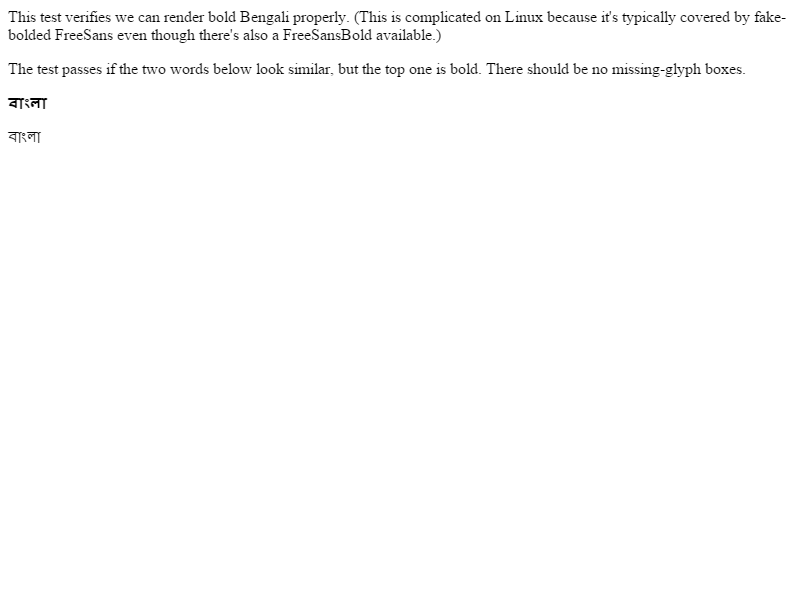 This test verifies we can render bold Bengali properly. (This is complicated on Linux because it's typically covered by fake-
bolded FreeSans even though there's also a FreeSansBold available.)
The test passes if the two words below look similar, but the top one is bold. There should be no missing-glyph boxes.
বাংলা
বাংলা